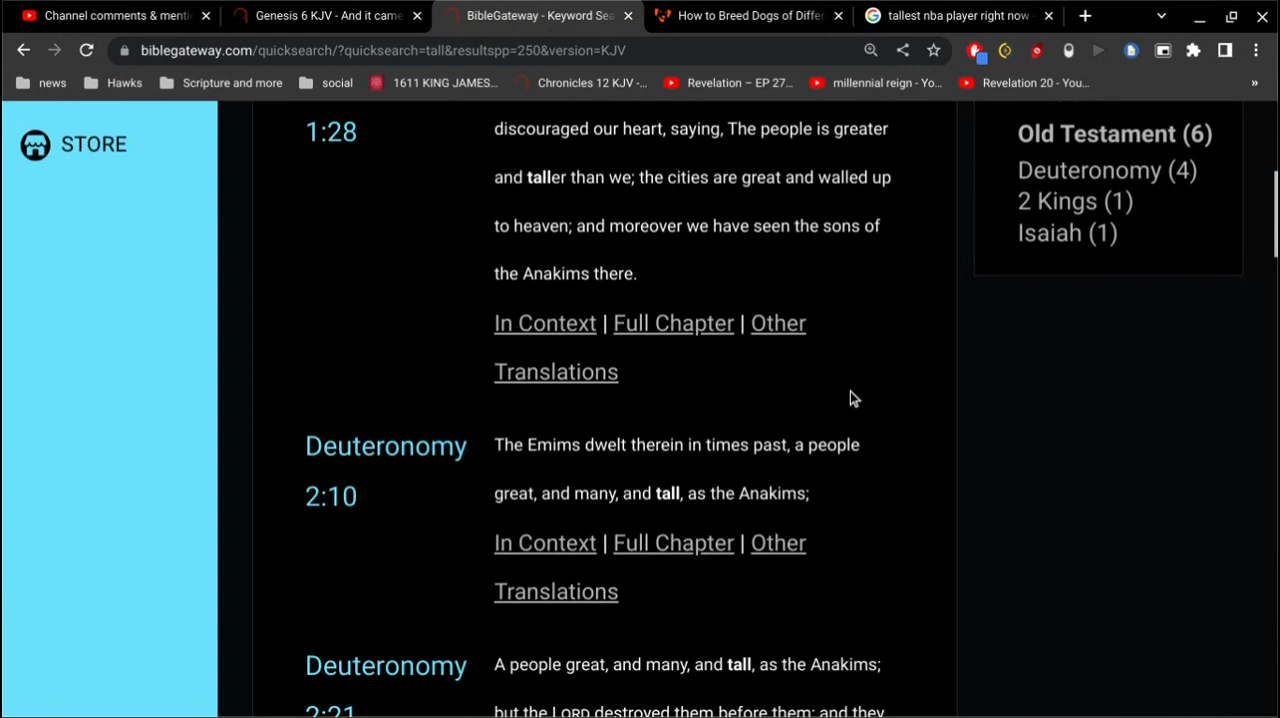 Channel comments & menti
Genesis 6 KJV - And it came
BibleGateway - Keyword Sea
How to Breed Dogs of Differ
tallest nba player right now -
biblegateway.com/quicksearch/?quicksearch=tall&resultspp=250&version=KJV
news
Hawks
Scripture and more
social
1611 KING JAMES...
Chronicles 12 KJV -...
Revelation – EP 27...
millennial reign - Yo...
Revelation 20 - You...
»
STORE
1:28
discouraged our heart, saying, The people is greater
and taller than we; the cities are great and walled up
to heaven; and moreover we have seen the sons of
the Anakims there.
In Context | Full Chapter | Other
Translations
Deuteronomy
2:10
The Emims dwelt therein in times past, a people
great, and many, and tall, as the Anakims;
In Context | Full Chapter | Other
Translations
Deuteronomy
2:21
A people great, and many, and tall, as the Anakims;
but the LORD destroyed them before them; and they
Old Testament (6)
Deuteronomy (4)
2 Kings (1)
Isaiah (1)